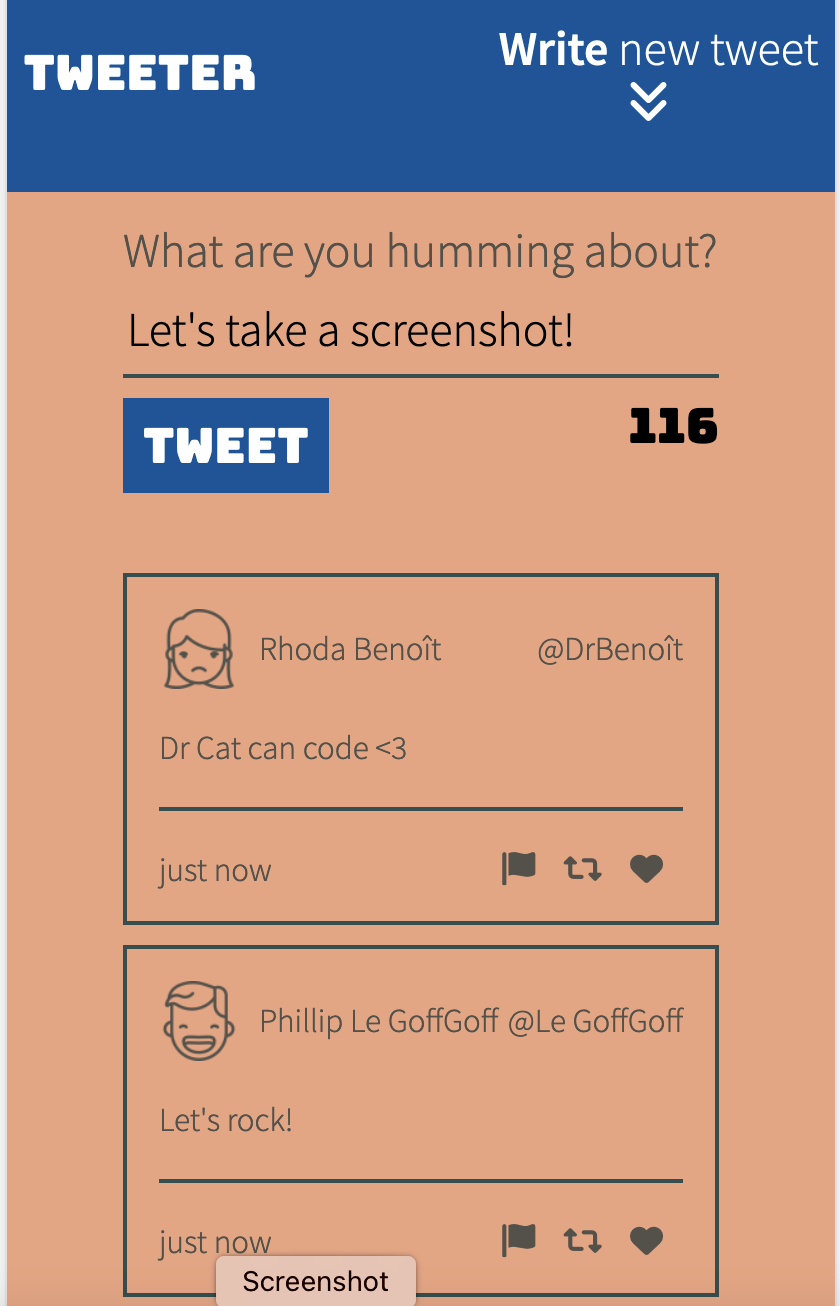 TWEETER
Write new tweet
What are you humming about?
Let's take a screenshot!
TWEET
116
Rhoda Benoît @DrBenoît
Dr Cat can code <3
just now
Phillip Le GoffGoff @Le GoffGoff
Let's rock!
just now
Screenshot